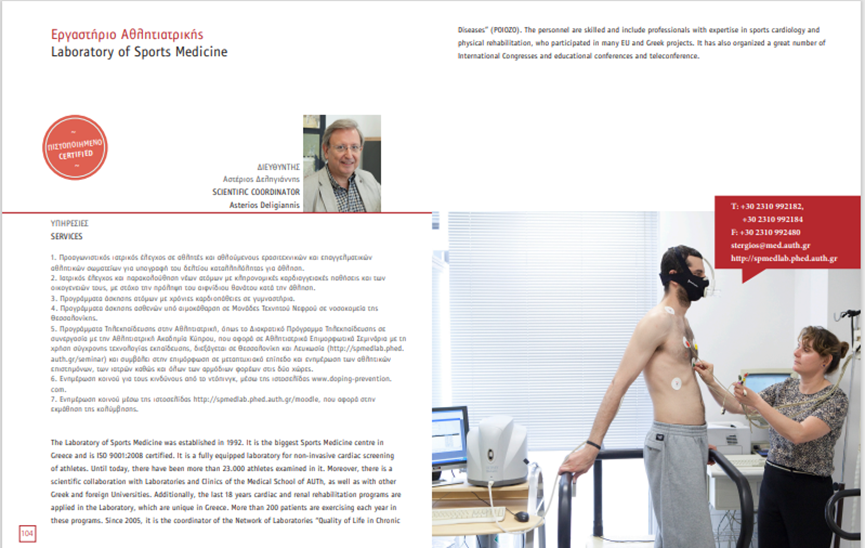 Εργαστήριο Αθλητιατρικής
Laboratory of Sports Medicine
ΠΙΣΤΟΠΟΙΗΜΕΝΟ
CERTIFIED
ΔΙΕΥΘΥΝΤΗΣ
Αστέριος Δεληγιάννης
SCIENTIFIC COORDINATOR
Asterios Deligiannis
ΥΠΗΡΕΣΙΕΣ
SERVICES
1. Προαγωνιστικός ιατρικός έλεγχος σε αθλητές και αθλούμενους ερασιτεχνικών και επαγγελματικών
αθλητικών σωματείων για υπογραφή του δελτίου καταλληλόλητας για άθληση.
2. Ιατρικός έλεγχος και παρακολούθηση νέων ατόμων με κληρονομικές καρδιαγγειακές παθήσεις και των
οικογενειών τους, με στόχο την πρόληψη του αιφνιδίου θανάτου κατά την άθληση.
3. Προγράμματα άσκησης ατόμων με χρόνιες καρδιοπάθειες σε γυμναστήριο.
4. Προγράμματα άσκησης ασθενών υπό αιμοκάθαρση σε Μονάδες Τεχνητού Νεφρού σε νοσοκομεία της
Θεσσαλονίκης.
5. Προγράμματα Τηλεκπαίδευσης στην Αθλητιατρική, όπως το Διακρατικό Πρόγραμμα Τηλεκπαίδευσης σε
συνεργασία με την Αθλητιατρική Ακαδημία Κύπρου, που αφορά σε Αθλητιατρικά Επιμορφωτικά Σεμινάρια με τη
χρήση σύγχρονης τεχνολογίας εκπαίδευσης, διεξάγεται σε Θεσσαλονίκη και Λευκωσία (http://spmedlab.phed.
auth.gr/seminar) και συμβάλει στην επιμόρφωση σε μεταπτυχιακό επίπεδο και ενημέρωση των αθλητικών
επιστημόνων, των ιατρών καθώς και όλων των αρμόδιων φορέων στις δύο χώρες.
6. Ενημέρωση κοινού για τους κινδύνους από το ντόπινγκ, μέσω της ιστοσελίδας www.doping-prevention.
com.
7. Ενημέρωση κοινού μέσω της ιστοσελίδας http://spmedlab.phed.auth.gr/moodle, που αφορά στην
εκμάθηση της κολύμβησης.
The Laboratory of Sports Medicine was established in 1992. It is the biggest Sports Medicine centre in
Greece and is ISO 9001:2008 certified. It is a fully equipped laboratory for non-invasive cardiac screening
of athletes. Until today, there have been more than 23.000 athletes examined in it. Moreover, there is a
scientific collaboration with Laboratories and Clinics of the Medical School of AUTh, as well as with other
Greek and foreign Universities. Additionally, the last 18 years cardiac and renal rehabilitation programs are
applied in the Laboratory, which are unique in Greece. More than 200 patients are exercising each year in
these programs. Since 2005, it is the coordinator of the Network of Laboratories "Quality of Life in Chronic
104
Diseases" (POIOZO). The personnel are skilled and include professionals with expertise in sports cardiology and
physical rehabilitation, who participated in many EU and Greek projects. It has also organized a great number of
International Congresses and educational conferences and teleconference.
T: +30 2310 992182,
+30 2310 992184
F: +30 2310 992480
stergios@med.auth.gr
http://spmedlab.phed.auth.gr